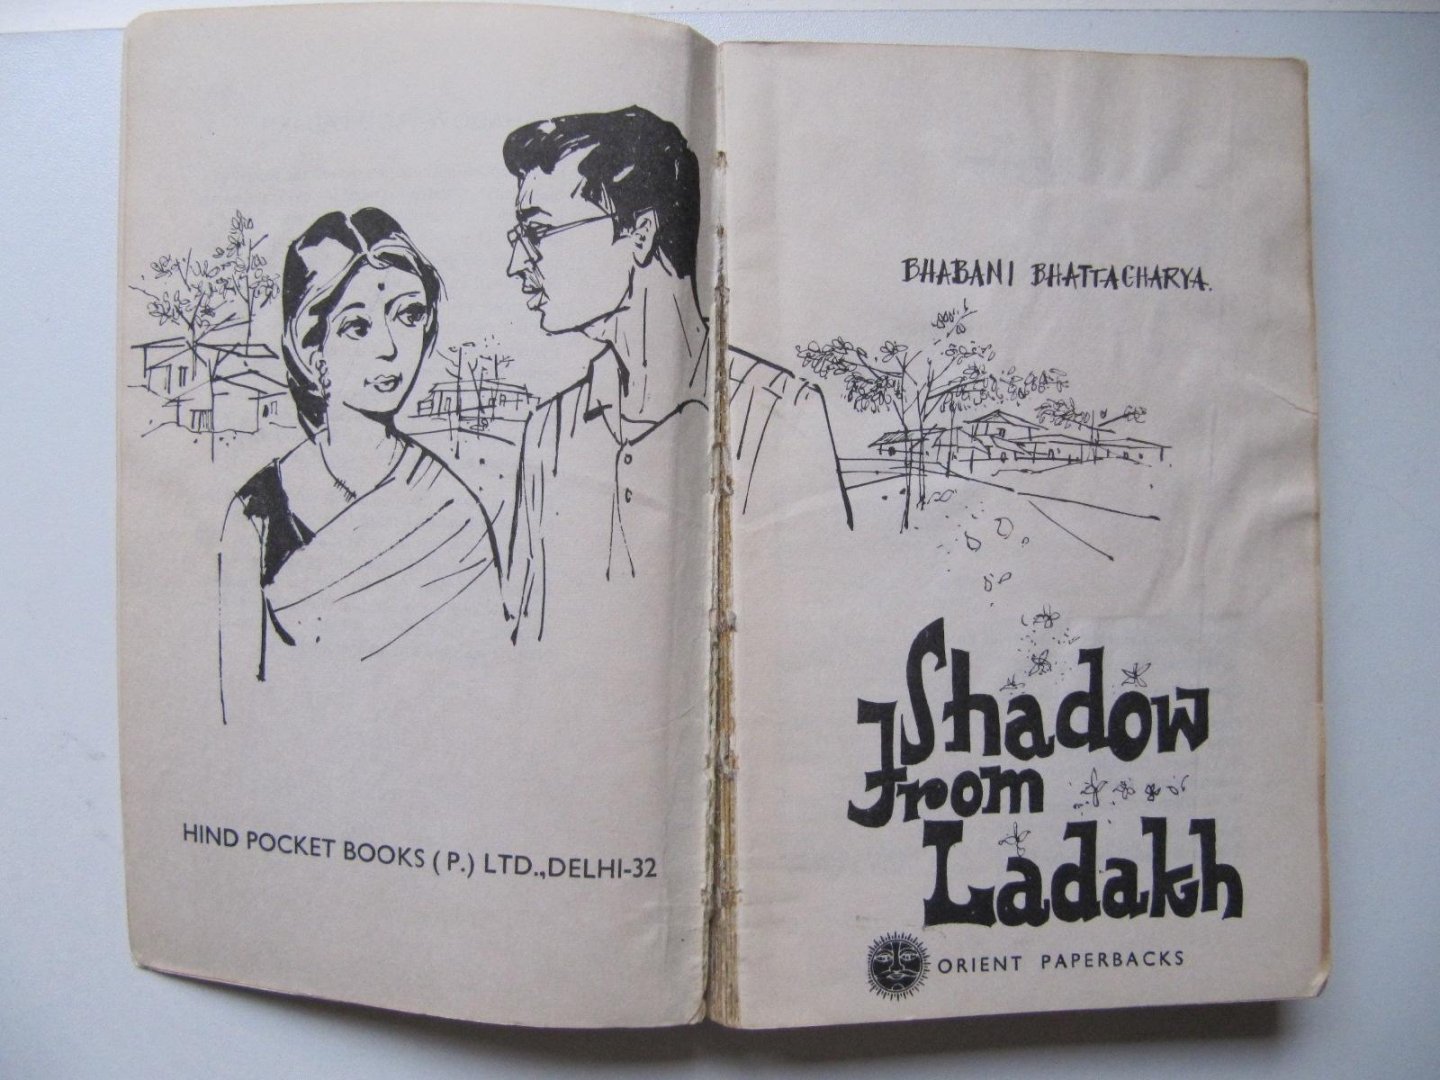 HIND POCKET BOOKS (P.) LTD., DELHI-32
BHABANI BHATTACHARYA.
Shadow
from
Ladakh
ORIENT PAPERBACKS